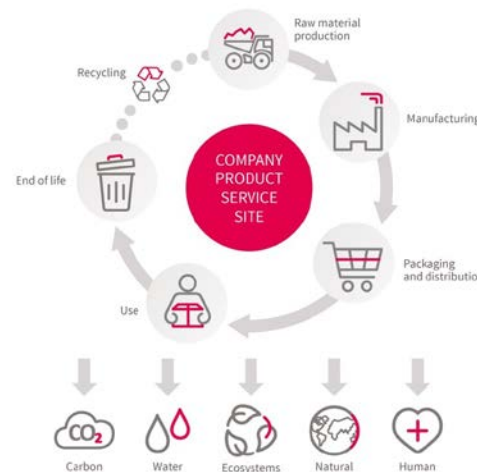 Raw material
production
Recycling
Manufacturing
COMPANY
PRODUCT
SERVICE
SITE
End of life
Packaging
and distributio
Use
CO2
Carbon
Water
Ecosystems
Natural
Human